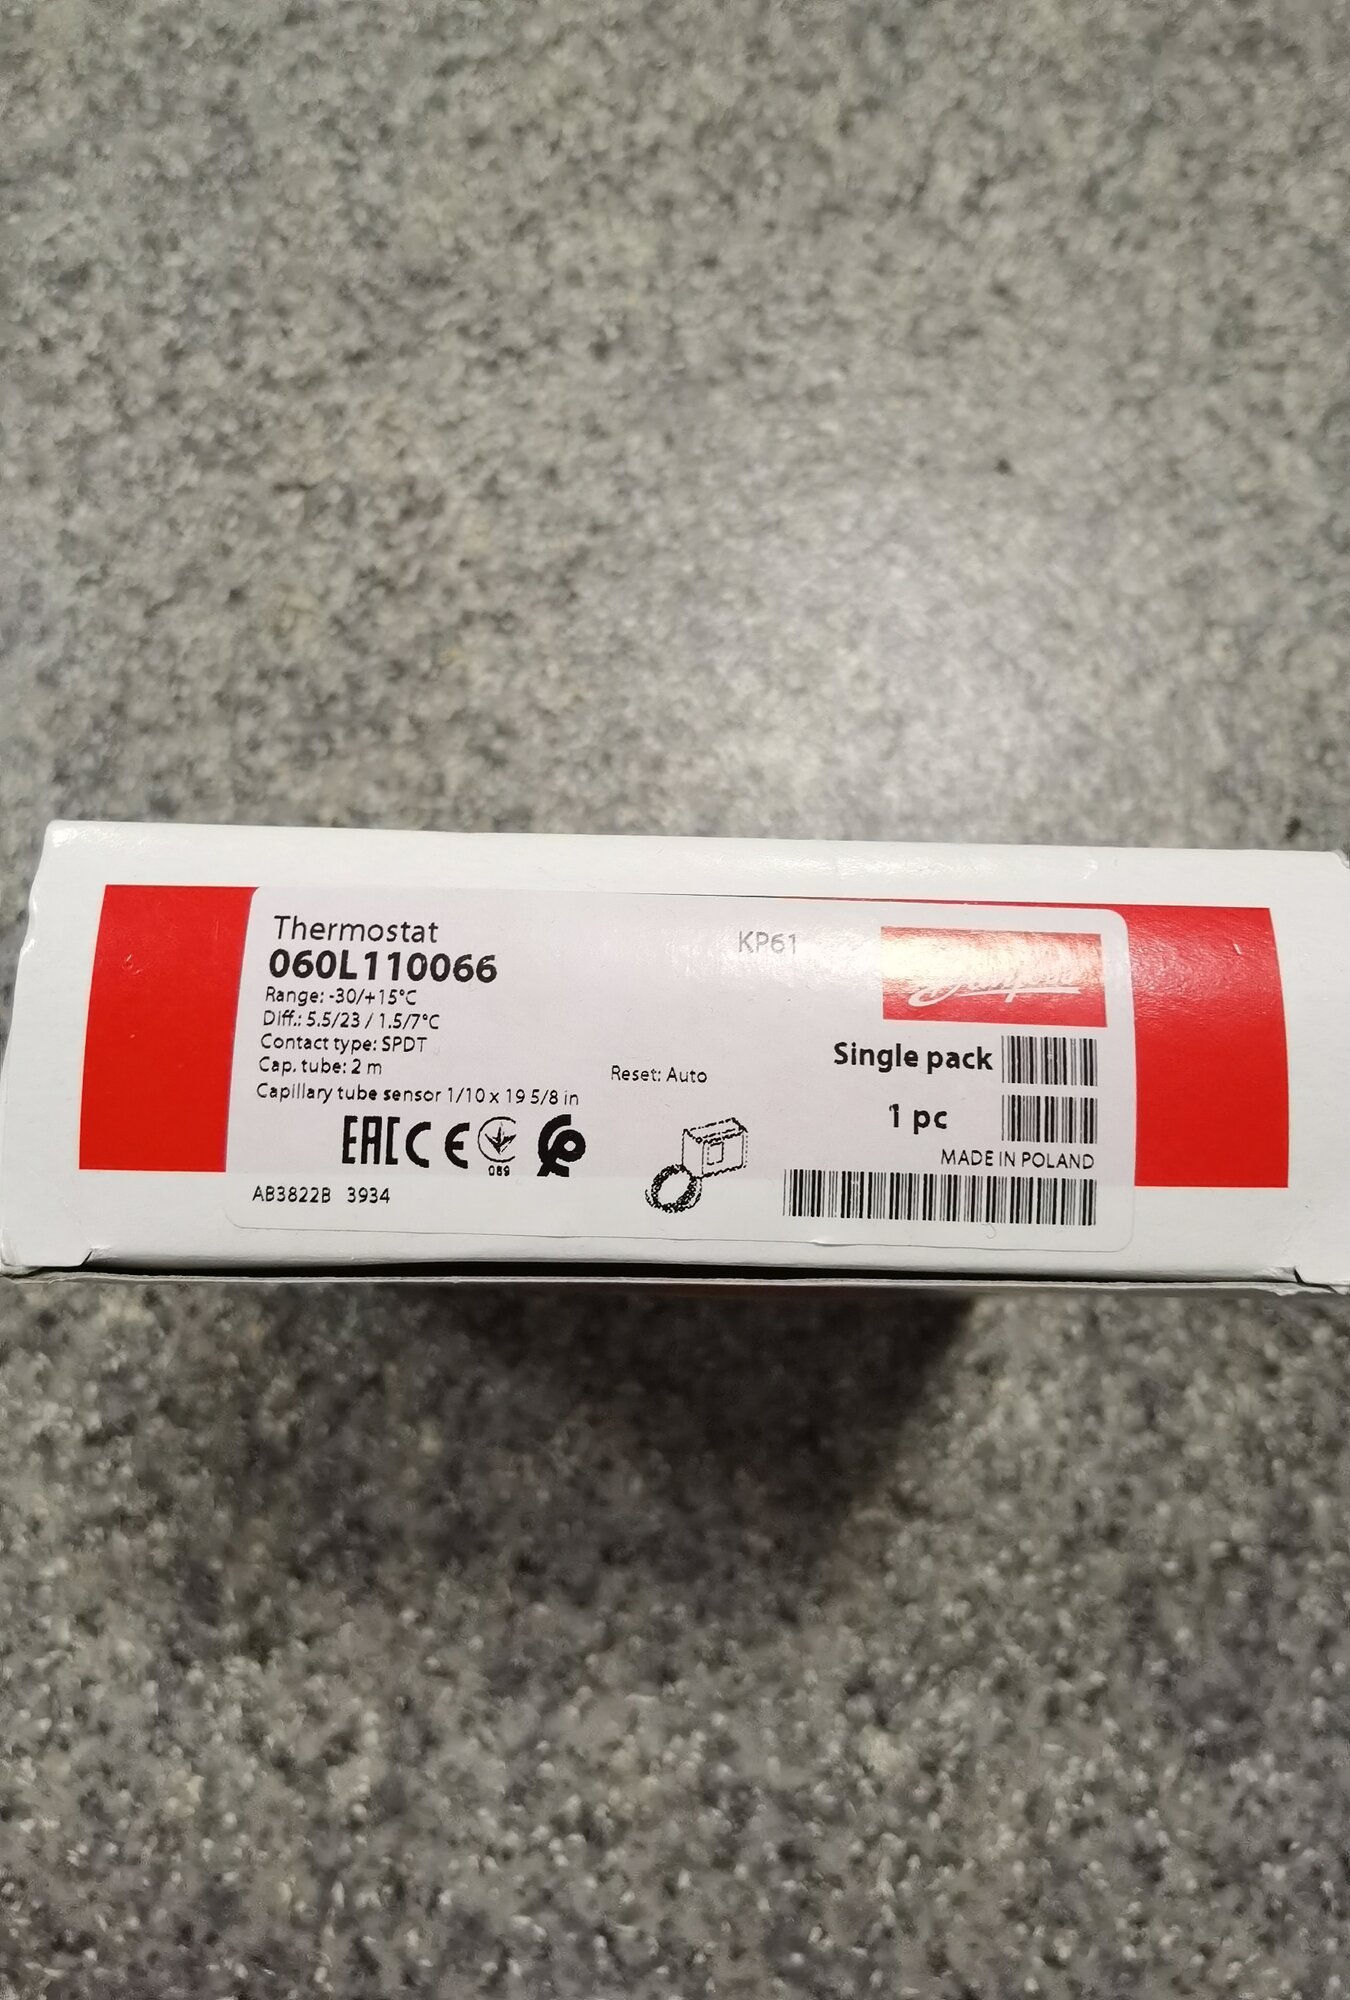 Thermostat
KP61
060L110066
Range: -30/+15°C
Diff.: 5.5/23 / 1.5/7°C
Contact type: SPDT
Cap. tube: 2 m
Capillary tube sensor 1/10 x 19 5/8 in
Reset: Auto
Danfoss
Single pack
1 pc
MADE IN POLAND
EAC CE
089
AB3822B 3934